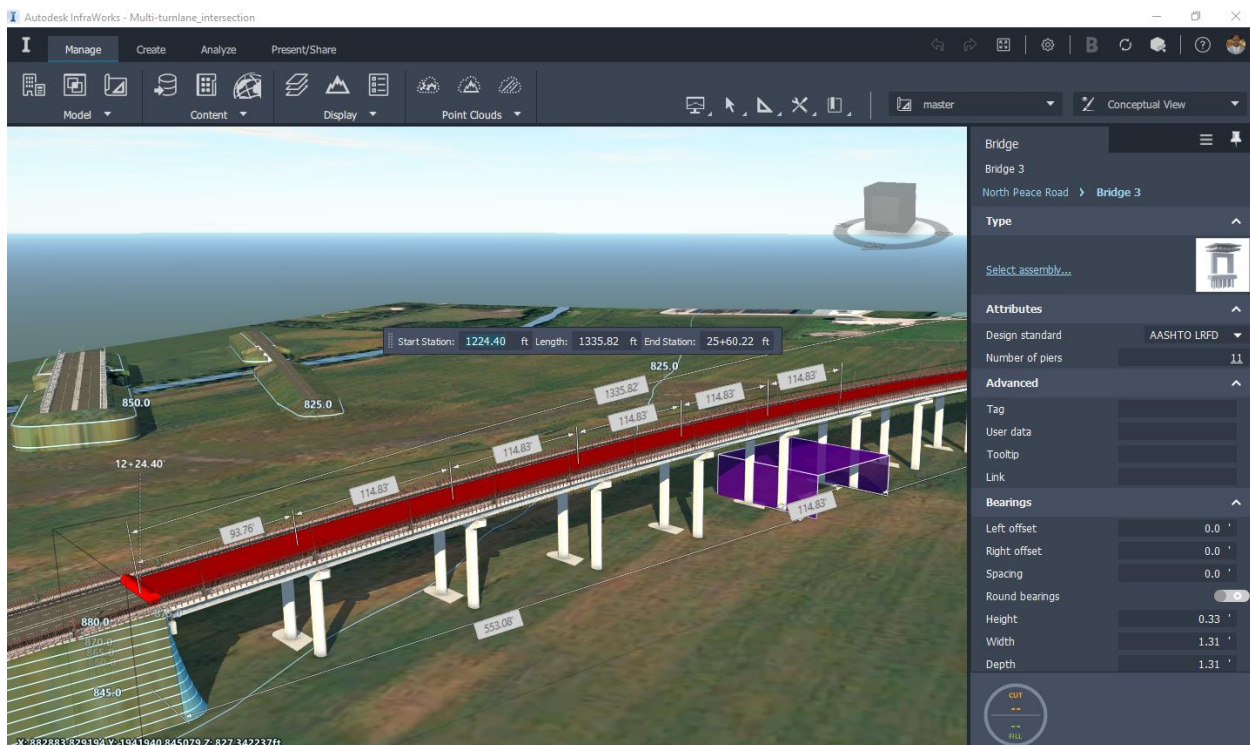 Autodesk InfraWorks - Multi-turnlane_intersection
I
Manage Create Analyze Present/Share
Model Content Display Point Clouds
master Conceptual View
Bridge
Bridge 3
North Peace Road > Bridge 3
Type
Select assembly...
Attributes
Design standard AASHTO LRFD
Number of piers 11
Advanced
Tag
User data
Tooltip
Link
Bearings
Left offset 0.0 '
Right offset 0.0 '
Spacing 0.0 '
Round bearings
Height 0.33 '
Width 1.31 '
Depth 1.31 '
CUT
--
--
FILL
Start Station: 1224.40 ft Length: 1335.82 ft End Station: 25+60.22 ft
825.0
1335.82'
114.83'
114.83'
114.83'
114.83'
114.83'
93.76'
850.0
825.0
12+24.40'
114.83'
553.08'
880.0
870.0
865.0
845.0
X: 882883.829194 Y: -1941940.845079 Z: 827.342237ft